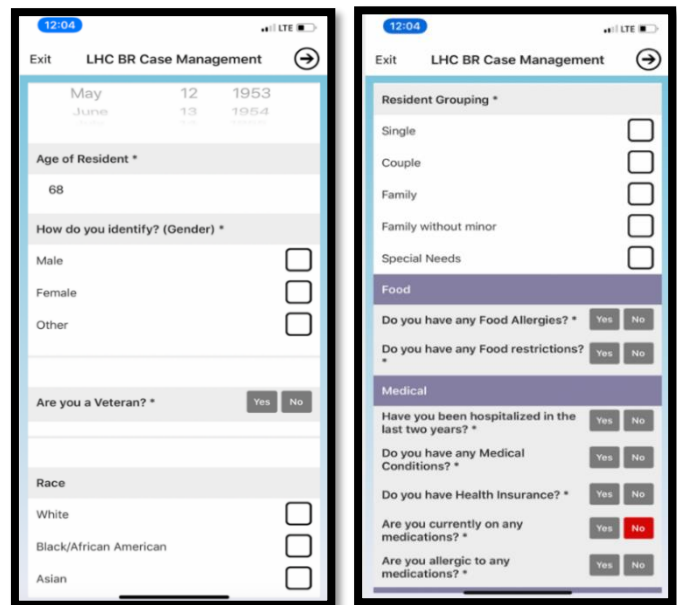 12:04
LTE
Exit LHC BR Case Management
May 12 1953
June 13 1954
Age of Resident *
68
How do you identify? (Gender) *
Male
Female
Other
Are you a Veteran? * Yes No
Race
White
Black/African American
Asian
12:04
LTE
Exit LHC BR Case Management
Resident Grouping *
Single
Couple
Family
Family without minor
Special Needs
Food
Do you have any Food Allergies? * Yes No
Do you have any Food restrictions? Yes No
*
Medical
Have you been hospitalized in the Yes No
last two years? *
Do you have any Medical Yes No
Conditions? *
Do you have Health Insurance? * Yes No
Are you currently on any Yes No
medications? *
Are you allergic to any Yes No
medications? *